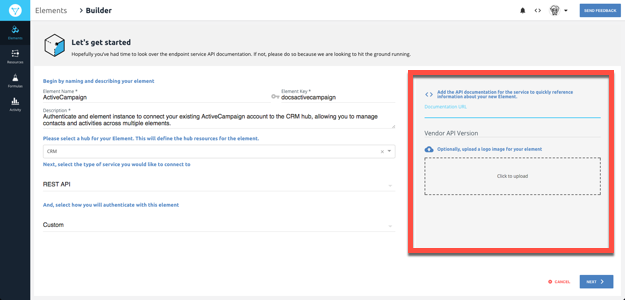 Elements > Builder
SEND FEEDBACK
Elements
Resources
Formulas
Activity
Let's get started
Hopefully you've had time to look over the endpoint service API documentation. If not, please do so because we are looking to hit the ground running.
Begin by naming and describing your element
Element Name *
ActiveCampaign
Element Key *
docsactivecampaign
Description *
Authenticate and element instance to connect your existing ActiveCampaign account to the CRM hub, allowing you to manage
contacts and activities across multiple elements.
Please select a hub for your Element. This will define the hub resources for the element.
CRM
Next, select the type of service you would like to connect to
REST API
And, select how you will authenticate with this element
Custom
Add the API documentation for the service to quickly reference
information about your new Element.
Documentation URL
Vendor API Version
Optionally, upload a logo image for your element
Click to upload
CANCEL
NEXT >